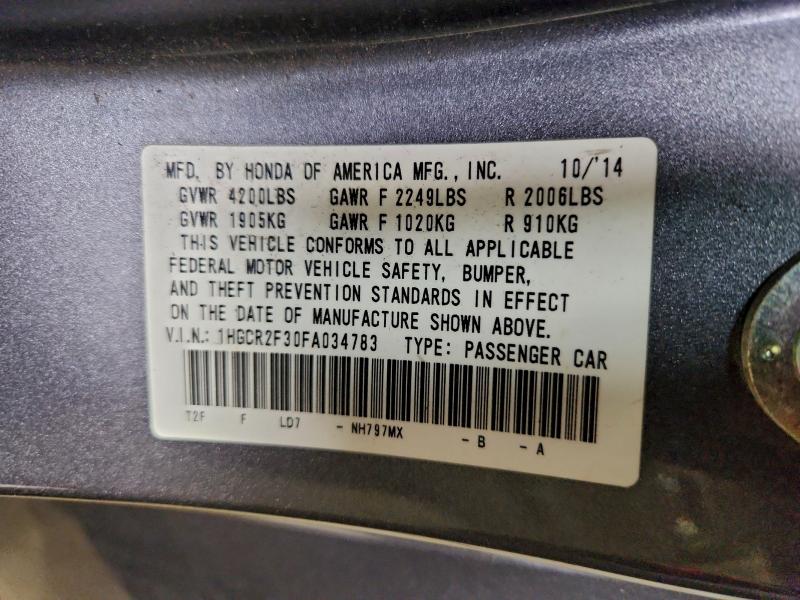 MFD. BY HONDA OF AMERICA MFG., INC. 10/'14
GVWR 4200LBS GAWR F 2249LBS R 2006LBS
GVWR 1905KG GAWR F 1020KG R 910KG
THIS VEHICLE CONFORMS TO ALL APPLICABLE
FEDERAL MOTOR VEHICLE SAFETY, BUMPER,
AND THEFT PREVENTION STANDARDS IN EFFECT
ON THE DATE OF MANUFACTURE SHOWN ABOVE.
V.I.N.: 1HGCR2F30FA034783 TYPE: PASSENGER CAR
T2F F LD7 - NH797MX - B - A